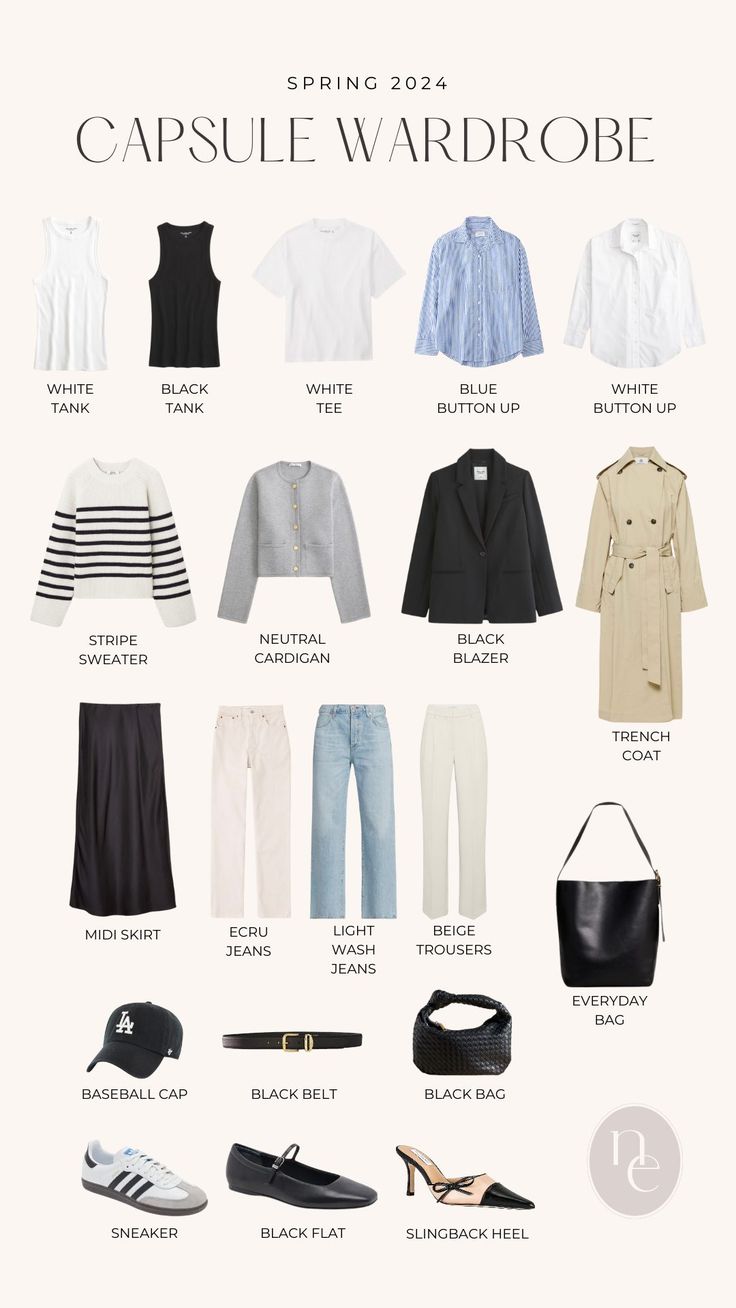 SPRING 2024
CAPSULE WARDROBE
WHITE
TANK
BLACK
TANK
WHITE
TEE
BLUE
BUTTON UP
WHITE
BUTTON UP
STRIPE
SWEATER
NEUTRAL
CARDIGAN
BLACK
BLAZER
TRENCH
COAT
MIDI SKIRT
ECRU
JEANS
LIGHT
WASH
JEANS
BEIGE
TROUSERS
EVERYDAY
BAG
LA
BASEBALL CAP
BLACK BELT
BLACK BAG
SNEAKER
BLACK FLAT
SLINGBACK HEEL
ne